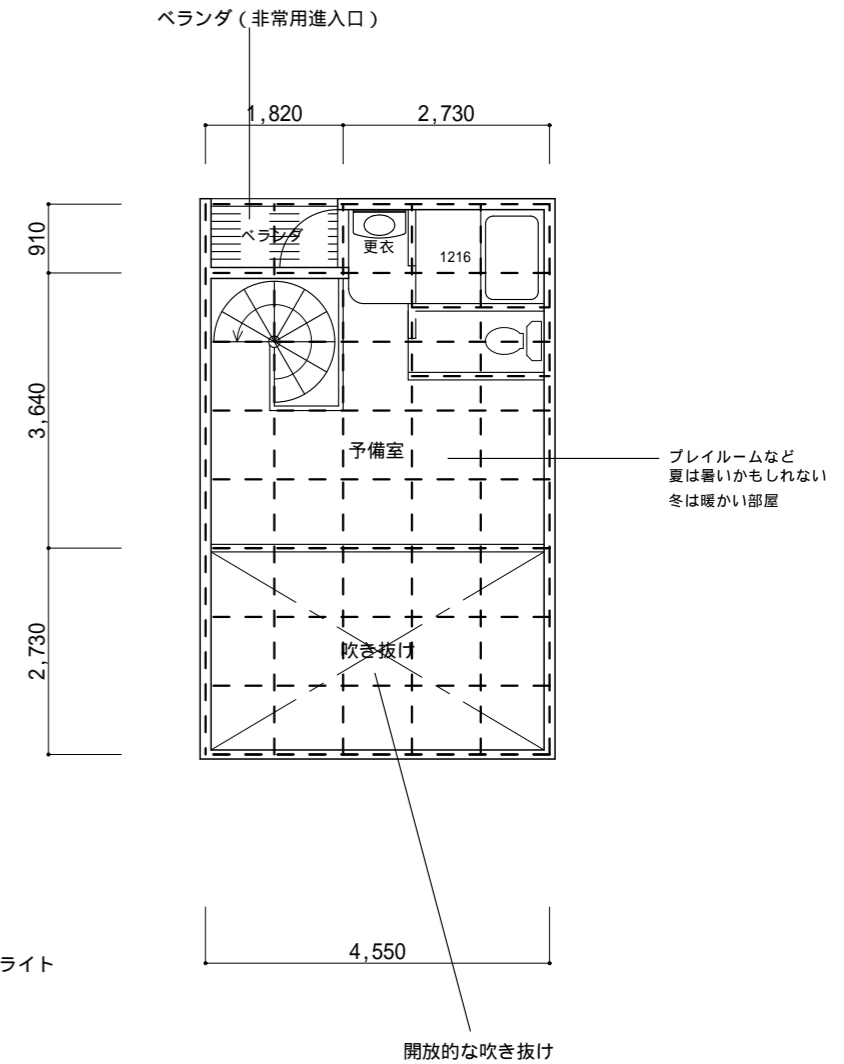 ベランダ（非常用進入口）
1,820
2,730
910
ベランダ
更衣
1216
3,640
予備室
プレイルームなど
夏は暑いかもしれない
冬は暖かい部屋
2,730
吹き抜け
4,550
ライト
開放的な吹き抜け